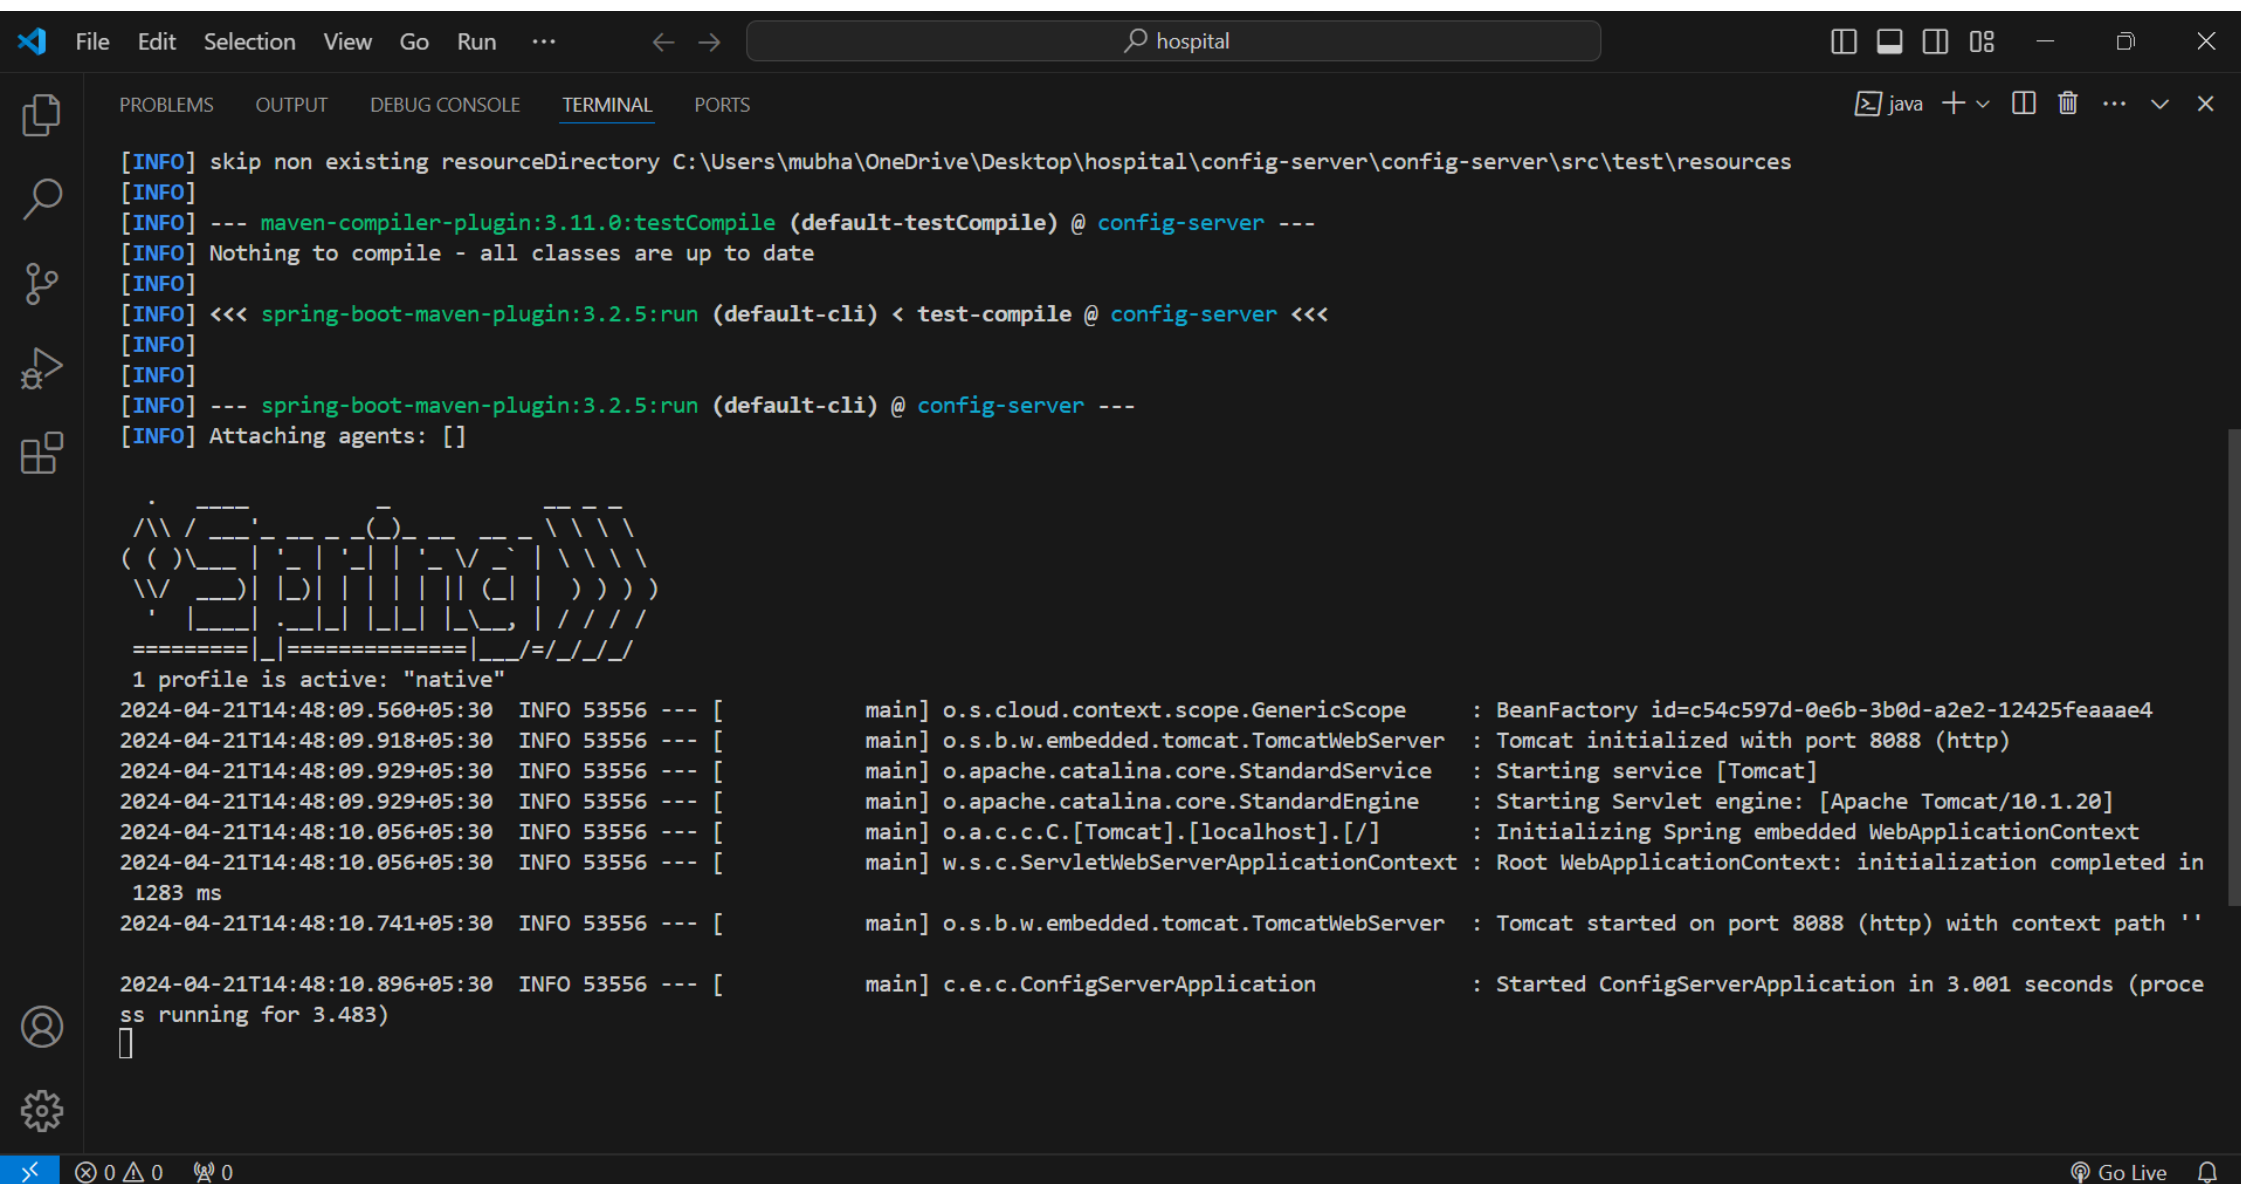 File Edit Selection View Go Run ··· hospital
PROBLEMS OUTPUT DEBUG CONSOLE TERMINAL PORTS java
[INFO] skip non existing resourceDirectory C:\Users\mubha\OneDrive\Desktop\hospital\config-server\config-server\src\test\resources
[INFO]
[INFO] --- maven-compiler-plugin:3.11.0:testCompile (default-testCompile) @ config-server ---
[INFO] Nothing to compile - all classes are up to date
[INFO]
[INFO] <<< spring-boot-maven-plugin:3.2.5:run (default-cli) < test-compile @ config-server <<<
[INFO]
[INFO]
[INFO] --- spring-boot-maven-plugin:3.2.5:run (default-cli) @ config-server ---
[INFO] Attaching agents: []
  .   ____          _            __ _ _
 /\\ / ___'_ __ _ _(_)_ __  __ _ \ \ \ \
( ( )\___ | '_ | '_| | '_ \/ _` | \ \ \ \
 \\/  ___)| |_)| | | | | || (_| |  ) ) ) )
  '  |____| .__|_| |_|_| |_\__, | / / / /
 =========|_|==============|___/=/_/_/_/
1 profile is active: "native"
2024-04-21T14:48:09.560+05:30  INFO 53556 --- [           main] o.s.cloud.context.scope.GenericScope     : BeanFactory id=c54c597d-0e6b-3b0d-a2e2-12425feaaae4
2024-04-21T14:48:09.918+05:30  INFO 53556 --- [           main] o.s.b.w.embedded.tomcat.TomcatWebServer  : Tomcat initialized with port 8088 (http)
2024-04-21T14:48:09.929+05:30  INFO 53556 --- [           main] o.apache.catalina.core.StandardService   : Starting service [Tomcat]
2024-04-21T14:48:09.929+05:30  INFO 53556 --- [           main] o.apache.catalina.core.StandardEngine    : Starting Servlet engine: [Apache Tomcat/10.1.20]
2024-04-21T14:48:10.056+05:30  INFO 53556 --- [           main] o.a.c.c.C.[Tomcat].[localhost].[/]       : Initializing Spring embedded WebApplicationContext
2024-04-21T14:48:10.056+05:30  INFO 53556 --- [           main] w.s.c.ServletWebServerApplicationContext : Root WebApplicationContext: initialization completed in
 1283 ms
2024-04-21T14:48:10.741+05:30  INFO 53556 --- [           main] o.s.b.w.embedded.tomcat.TomcatWebServer  : Tomcat started on port 8088 (http) with context path ''
2024-04-21T14:48:10.896+05:30  INFO 53556 --- [           main] c.e.c.ConfigServerApplication            : Started ConfigServerApplication in 3.001 seconds (proce
ss running for 3.483)
0 0 0 Go Live